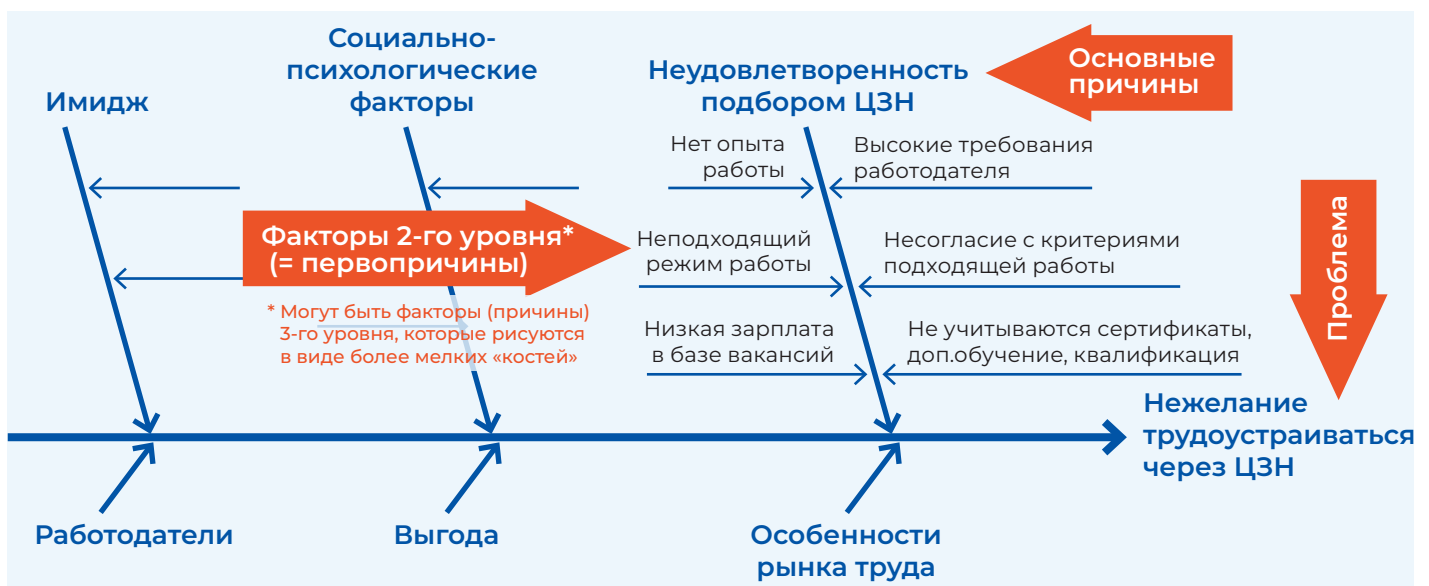 Имидж
Социально-
психологические
факторы
Неудовлетворенность
подбором ЦЗН
Основные
причины
Нет опыта
работы
Высокие требования
работодателя
Факторы 2-го уровня*
(= первопричины)
* Могут быть факторы (причины)
3-го уровня, которые рисуются
в виде более мелких «костей»
Неподходящий
режим работы
Несогласие с критериями
подходящей работы
Низкая зарплата
в базе вакансий
Не учитываются сертификаты,
доп.обучение, квалификация
Проблема
Нежелание
трудоустраиваться
через ЦЗН
Работодатели
Выгода
Особенности
рынка труда